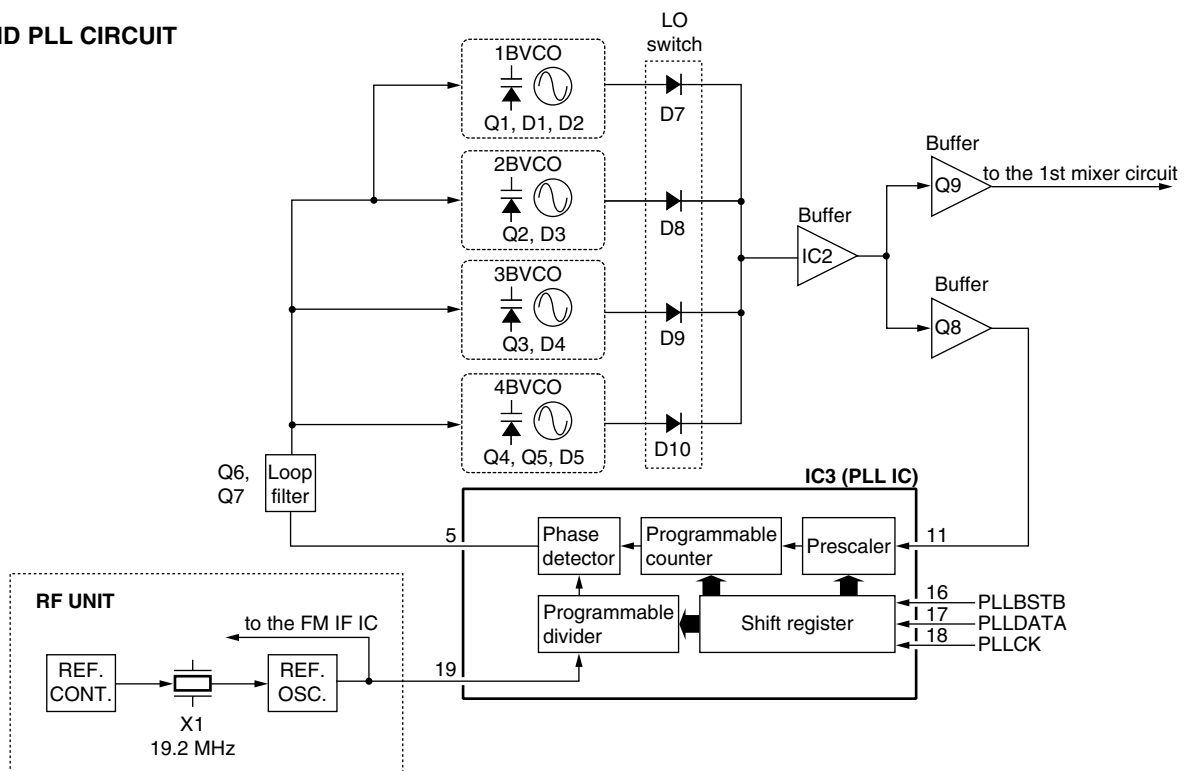 D PLL CIRCUIT
LO
switch
1BVCO
Q1, D1, D2
D7
2BVCO
Q2, D3
D8
3BVCO
Q3, D4
D9
4BVCO
Q4, Q5, D5
D10
Buffer
IC2
Buffer
Q9
to the 1st mixer circuit
Buffer
Q8
Q6,
Q7
Loop
filter
IC3 (PLL IC)
5
Phase
detector
Programmable
counter
Prescaler
11
Programmable
divider
Shift register
16
PLLBSTB
17
PLLDATA
18
PLLCK
19
RF UNIT
to the FM IF IC
REF.
CONT.
X1
19.2 MHz
REF.
OSC.